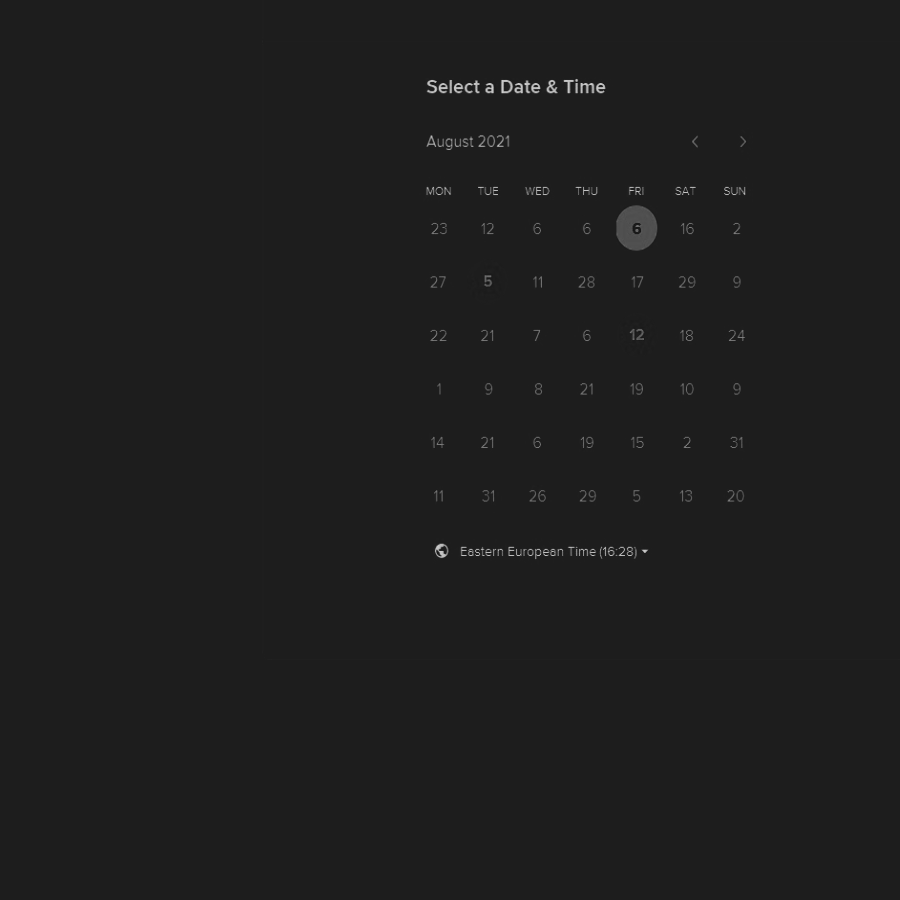 Select a Date & Time
August 2021
MON TUE WED THU FRI SAT SUN
23 12 6 6 6 16 2
27 5 11 28 17 29 9
22 21 7 6 12 18 24
1 9 8 21 19 10 9
14 21 6 19 15 2 31
11 31 26 29 5 13 20
Eastern European Time (16:28)